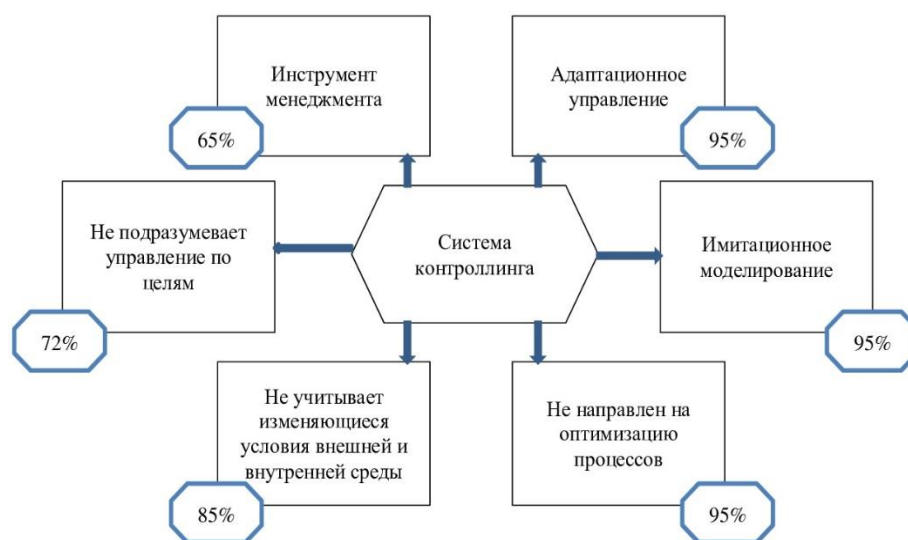 Инструмент
менеджмента
65%
Адаптационное
управление
95%
Не подразумевает
управление по
целям
72%
Система
контроллинга
Имитационное
моделирование
95%
Не учитывает
изменяющиеся
условия внешней и
внутренней среды
85%
Не направлен на
оптимизацию
процессов
95%